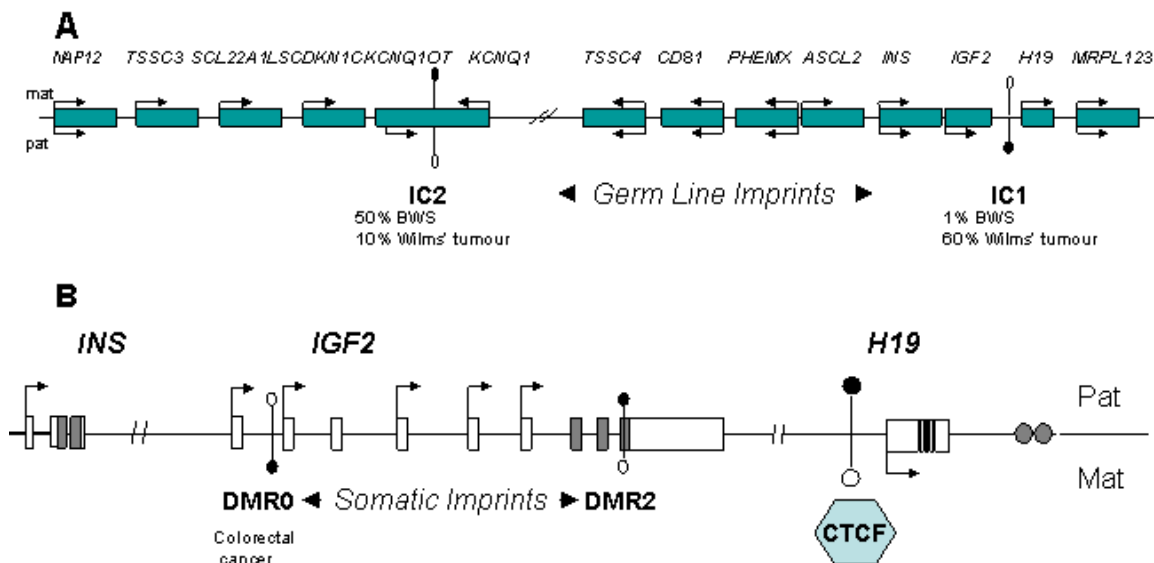 A
NAP12 TSSC3 SCL22A1LSCDKN1CKCNQ1OT KCNQ1 TSSC4 CD81 PHEMX ASCL2 INS IGF2 H19 MRPL123
mat
pat
IC2 Germ Line Imprints IC1
50% BWS 1% BWS
10% Wilms' tumour 60% Wilms' tumour
B
INS IGF2 H19
Pat
Mat
DMR0 Somatic Imprints DMR2
CTCF
Colorectal
cancer